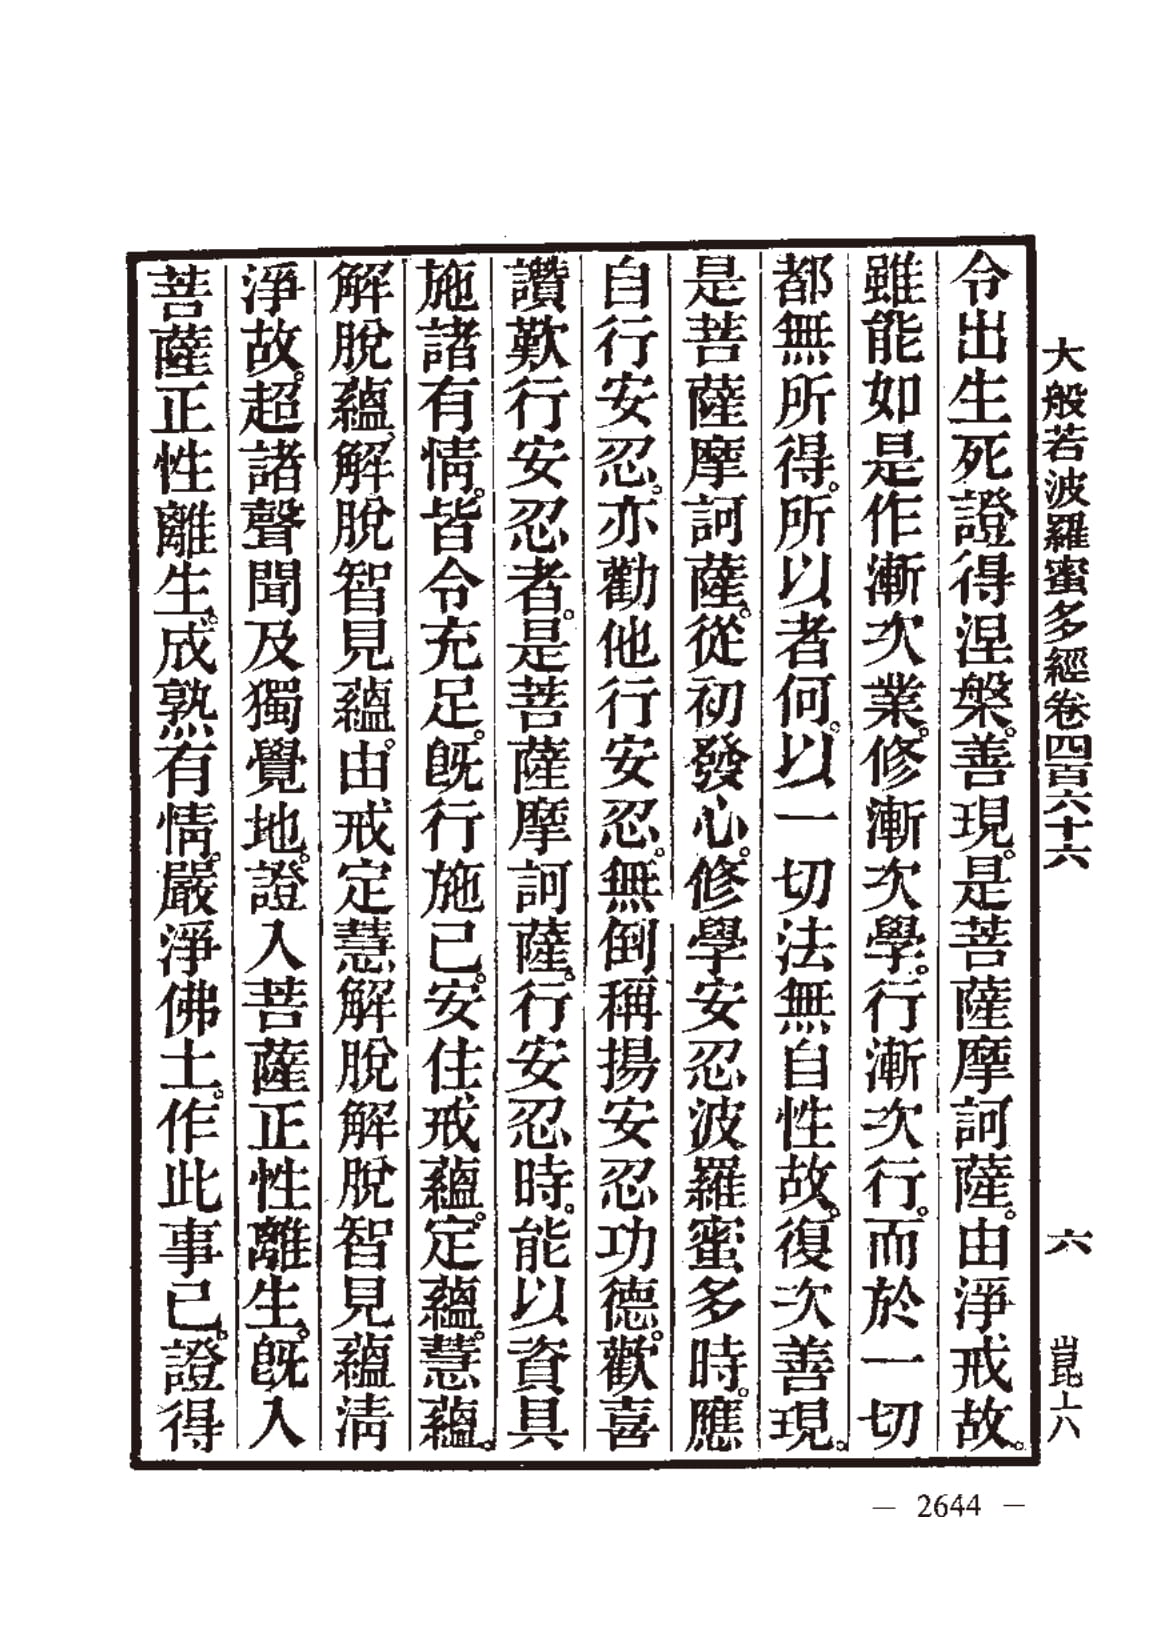 大般若波羅蜜多經卷四百六十六 六 崑六
令出生死證得涅槃。善現。是菩薩摩訶薩。由淨戒故。
雖能如是作漸次業。修漸次學。行漸次行。而於一切
都無所得。所以者何。以一切法無自性故。復次善現。
是菩薩摩訶薩。從初發心。修學安忍波羅蜜多時。應
自行安忍。亦勸他行安忍。無倒稱揚安忍功德。歡喜
讚歎行安忍者。是菩薩摩訶薩。行安忍時。能以資具
施諸有情。皆令充足。既行施已。安住戒蘊。定蘊。慧蘊。
解脫蘊、解脫智見蘊。由戒定慧解脫解脫智見蘊清
淨故。超諸聲聞及獨覺地。證入菩薩正性離生。既入
菩薩正性離生。成熟有情。嚴淨佛土。作此事已。證得
— 2644 —